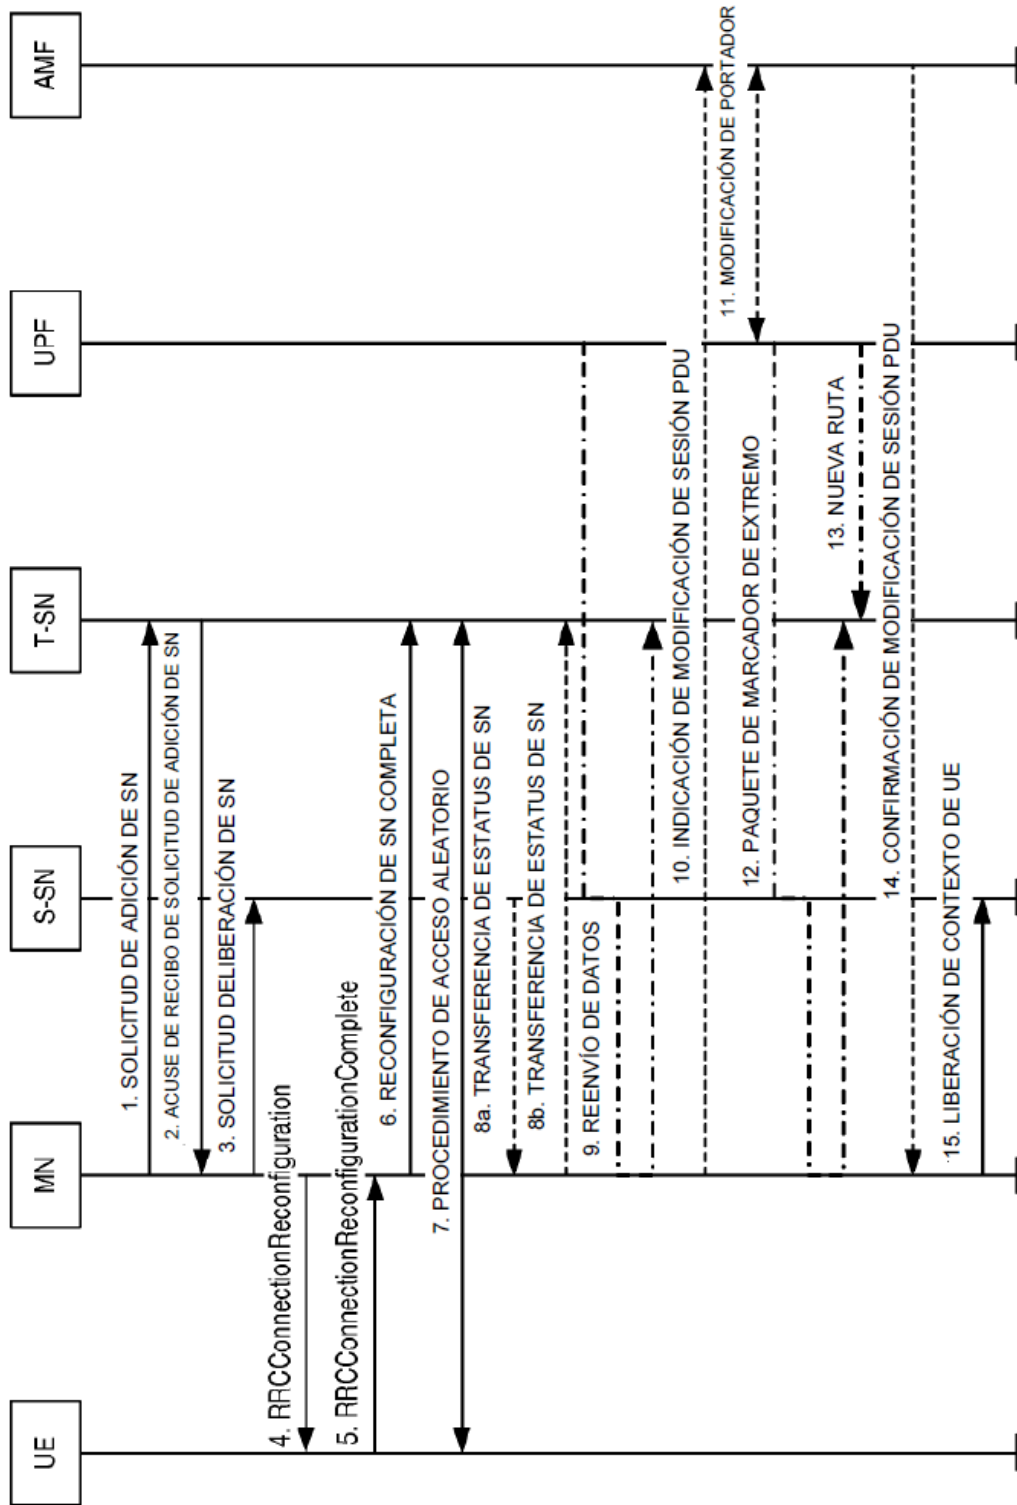 UE
MN
S-SN
T-SN
UPF
AMF
1. SOLICITUD DE ADICIÓN DE SN
2. ACUSE DE RECIBO DE SOLICITUD DE ADICIÓN DE SN
3. SOLICITUD DELIBERACIÓN DE SN
4. RRCConnectionReconfiguration
5. RRCConnectionReconfigurationComplete
6. RECONFIGURACIÓN DE SN COMPLETA
7. PROCEDIMIENTO DE ACCESO ALEATORIO
8a. TRANSFERENCIA DE ESTATUS DE SN
8b. TRANSFERENCIA DE ESTATUS DE SN
9. REENVÍO DE DATOS
10. INDICACIÓN DE MODIFICACIÓN DE SESIÓN PDU
11. MODIFICACIÓN DE PORTADOR
12. PAQUETE DE MARCADOR DE EXTREMO
13. NUEVA RUTA
14. CONFIRMACIÓN DE MODIFICACIÓN DE SESIÓN PDU
15. LIBERACIÓN DE CONTEXTO DE UE